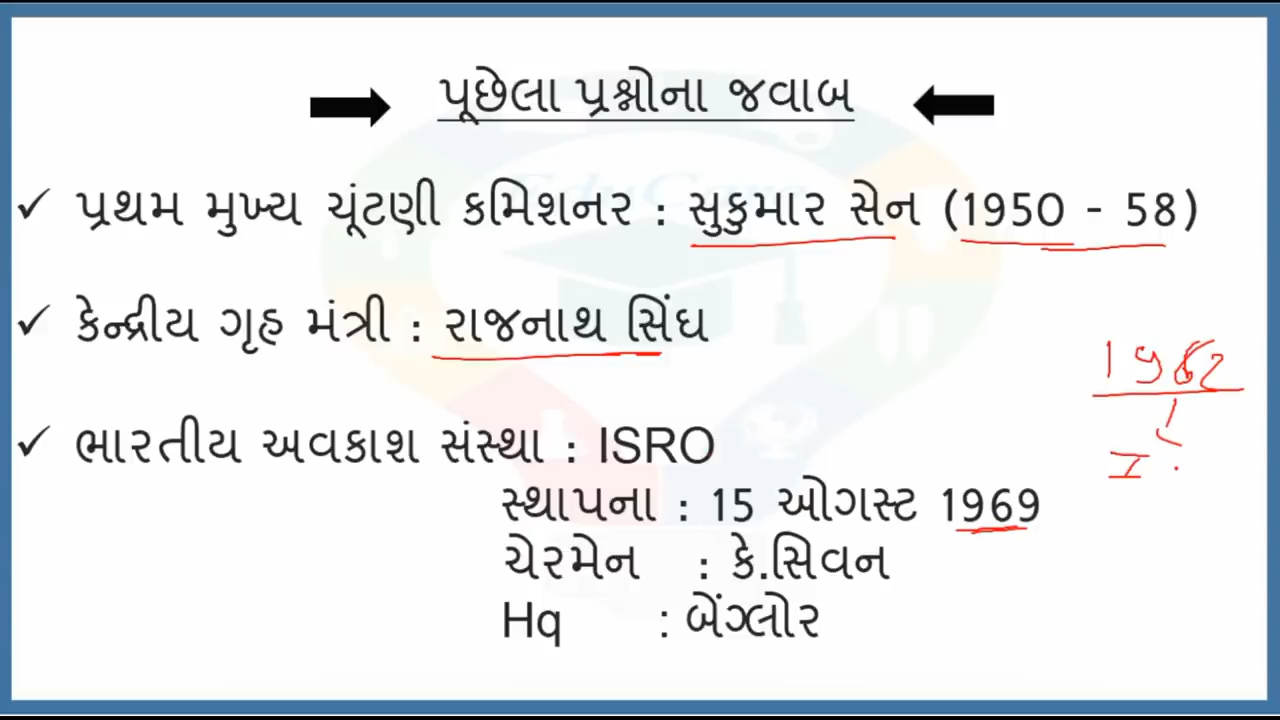 પૂછેલા પ્રશ્નોના જવાબ
✓ પ્રથમ મુખ્ય ચૂંટણી કમિશનર : સુકુમાર સેન (1950 - 58)
✓ કેન્દ્રીય ગૃહ મંત્રી : રાજનાથ સિંઘ
1962
✓ ભારતીય અવકાશ સંસ્થા : ISRO
સ્થાપના : 15 ઓગસ્ટ 1969
ચેરમેન : કે.સિવન
Hq : બેંગ્લોર